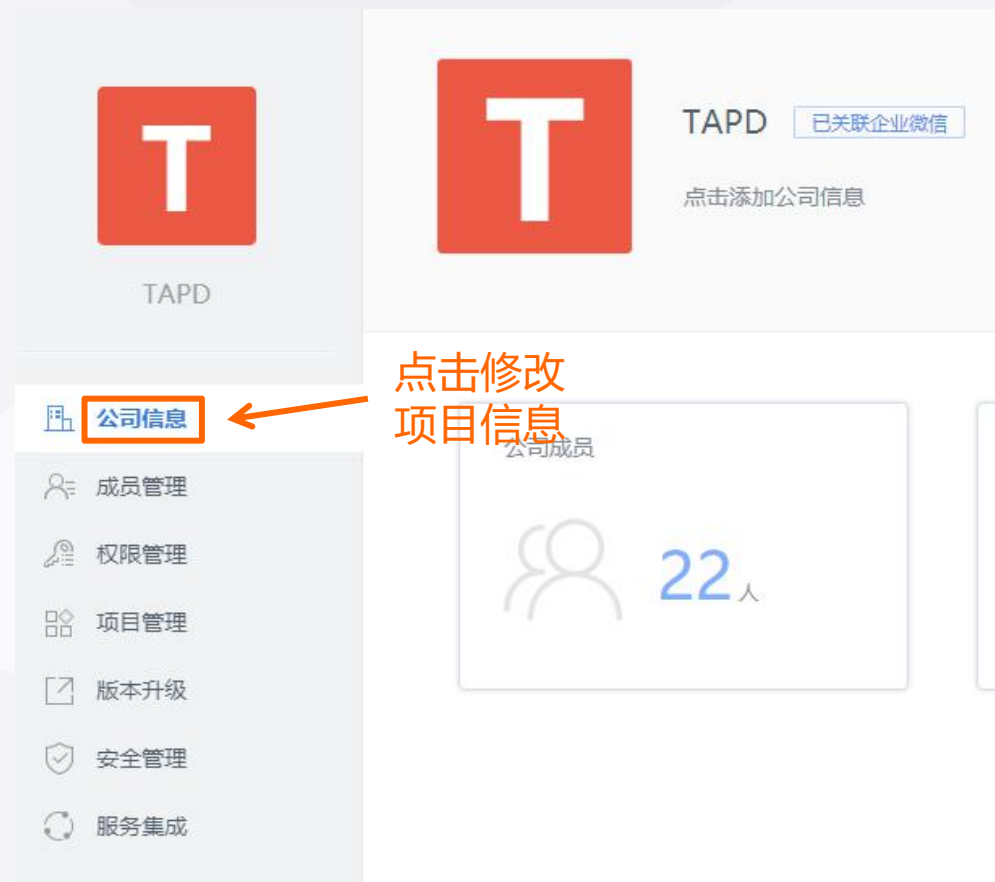 T
TAPD
T
TAPD
已关联企业微信
点击添加公司信息
点击修改
项目信息
公司信息
成员管理
权限管理
项目管理
版本升级
安全管理
服务集成
公司成员
22人